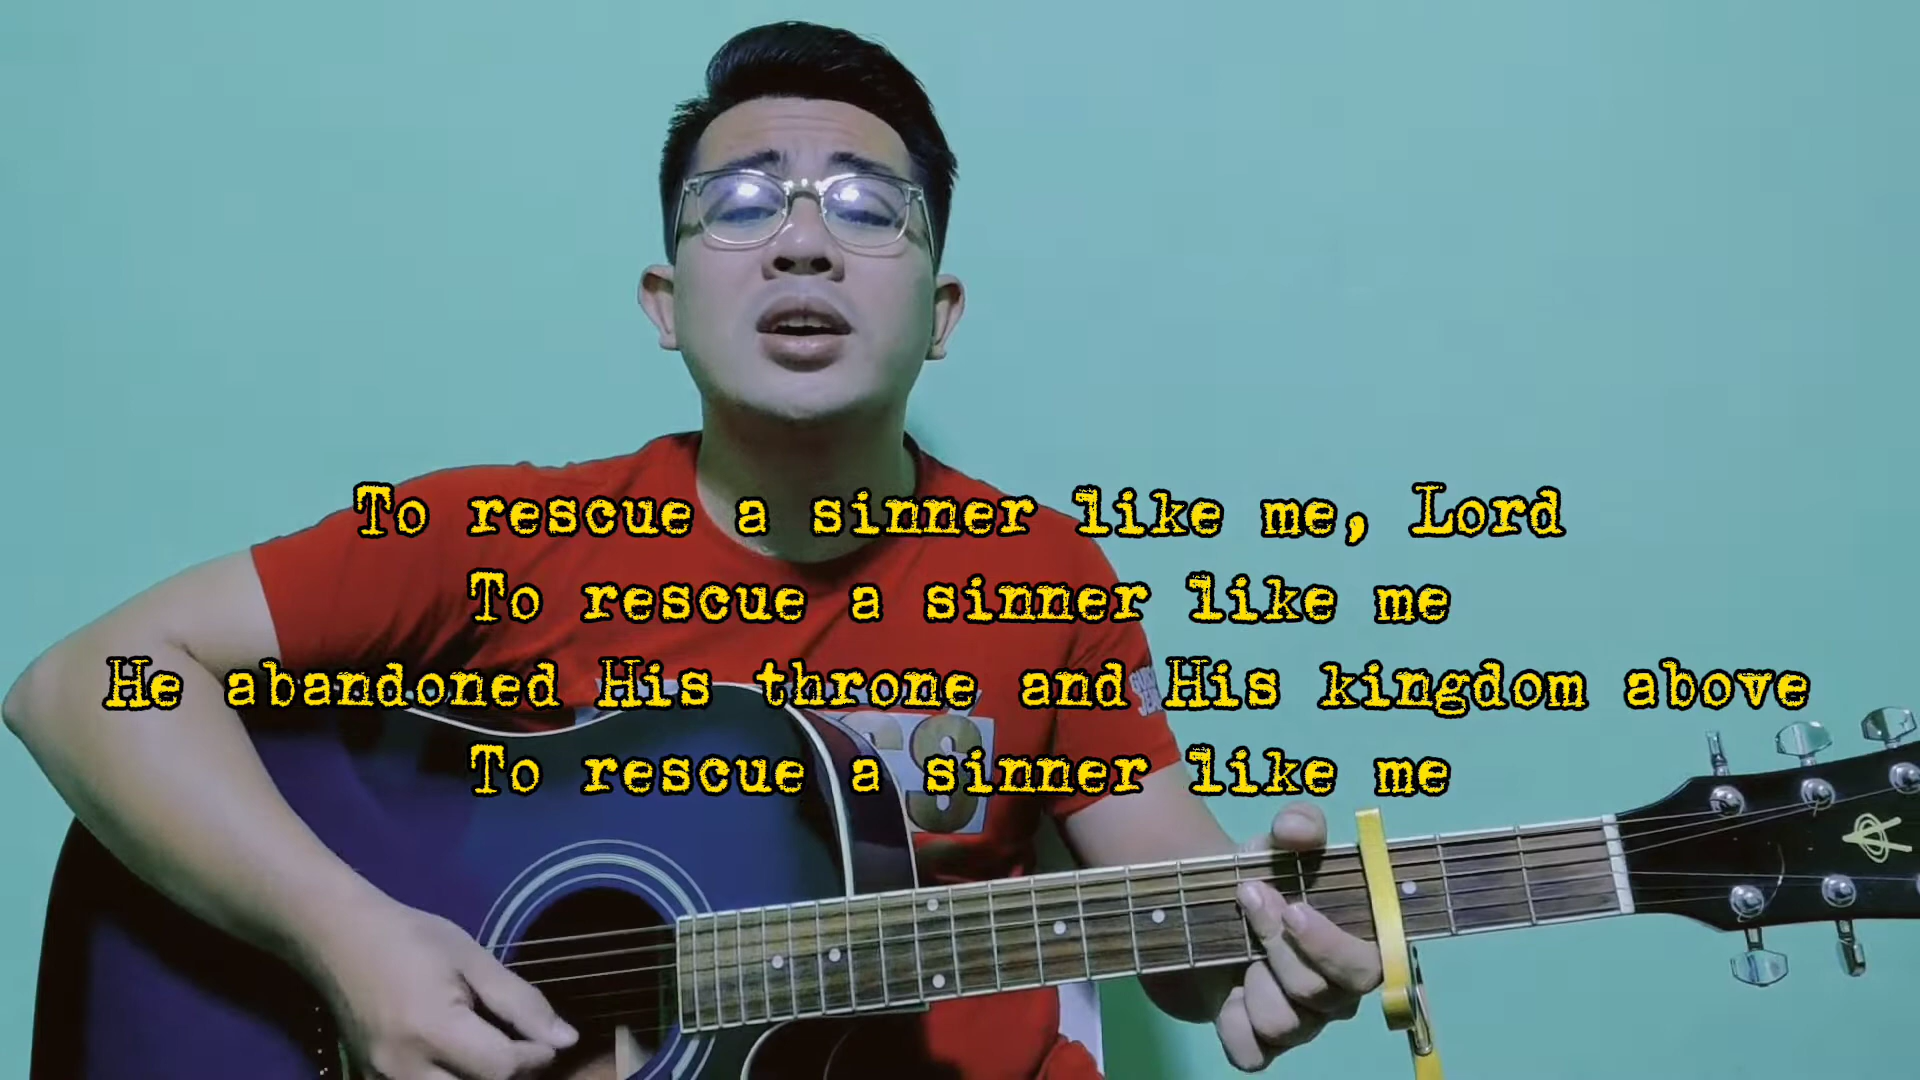 To rescue a sinner like me, Lord
To rescue a sinner like me
He abandoned His throne and His kingdom above
To rescue a sinner like me